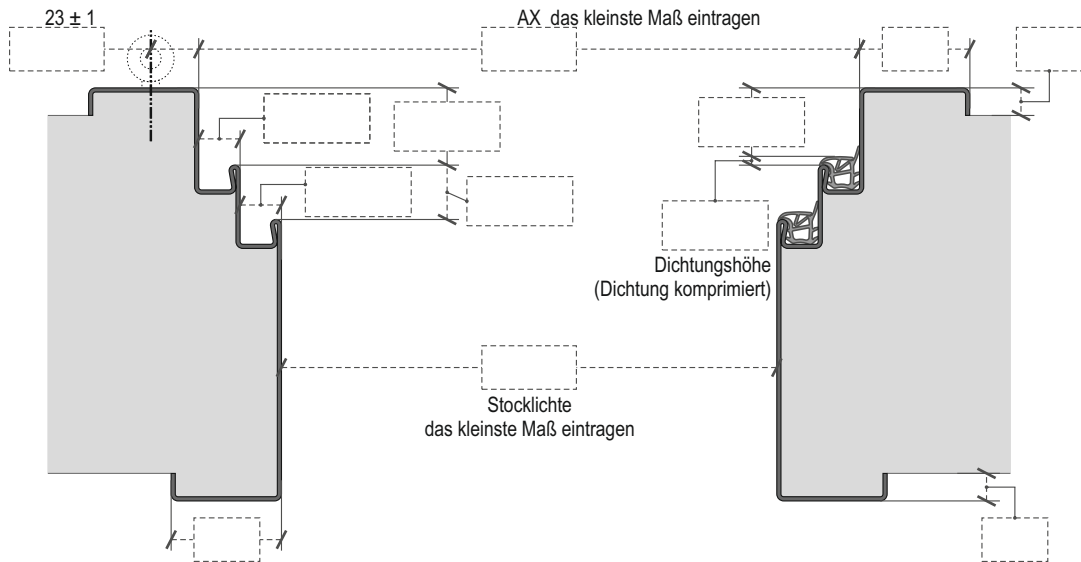 23 ± 1
AX das kleinste Maß eintragen
Dichtungshöhe
(Dichtung komprimiert)
Stocklichte
das kleinste Maß eintragen